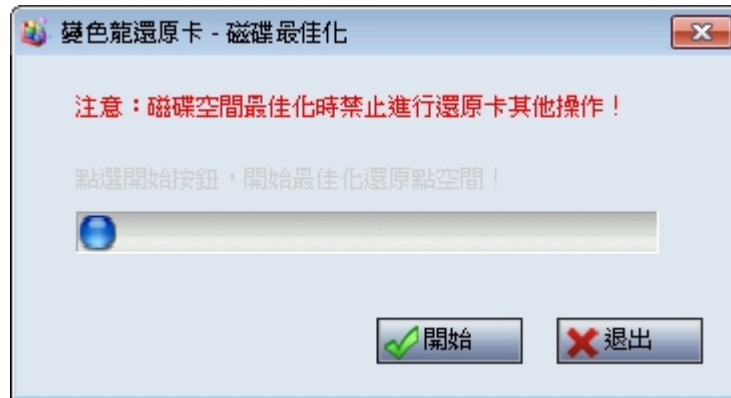 變色龍還原卡 - 磁碟最佳化
注意：磁碟空間最佳化時禁止進行還原卡其他操作！
點選開始按鈕，開始最佳化還原點空間！
開始
退出